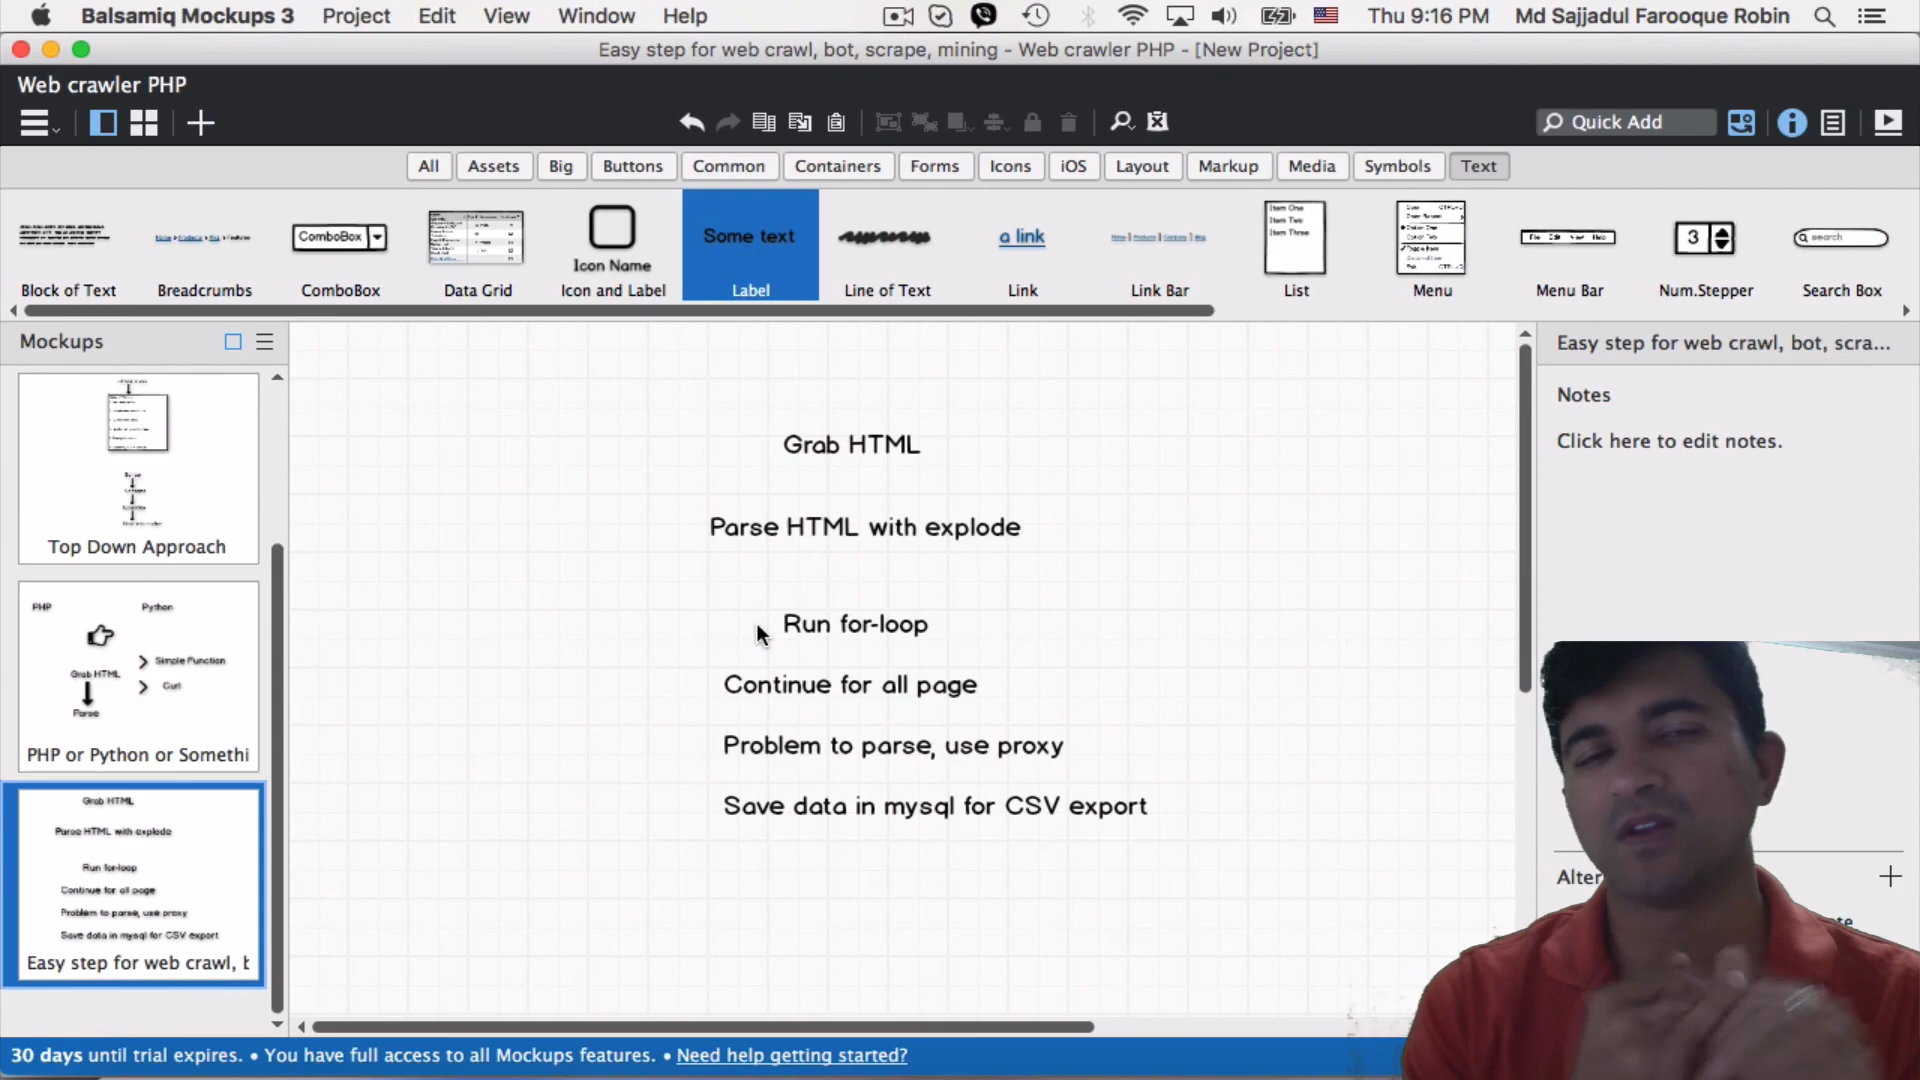 Balsamiq Mockups 3 Project Edit View Window Help Thu 9:16 PM Md Sajjadul Farooque Robin
Easy step for web crawl, bot, scrape, mining - Web crawler PHP - [New Project]
Web crawler PHP
Quick Add
All Assets Big Buttons Common Containers Forms Icons iOS Layout Markup Media Symbols Text
ComboBox
Icon Name
Some text
a link
Item One
Item Two
Item Three
3
search
Block of Text Breadcrumbs ComboBox Data Grid Icon and Label Label Line of Text Link Link Bar List Menu Menu Bar Num.Stepper Search Box
Mockups
Top Down Approach
PHP Python
Simple Function
Grab HTML
Curl
Parse
PHP or Python or Somethi
Grab HTML
Parse HTML with explode
Run for-loop
Continue for all page
Problem to parse, use proxy
Save data in mysql for CSV export
Easy step for web crawl, b
Grab HTML
Parse HTML with explode
Run for-loop
Continue for all page
Problem to parse, use proxy
Save data in mysql for CSV export
Easy step for web crawl, bot, scra...
Notes
Click here to edit notes.
Alter
30 days until trial expires. • You have full access to all Mockups features. • Need help getting started?